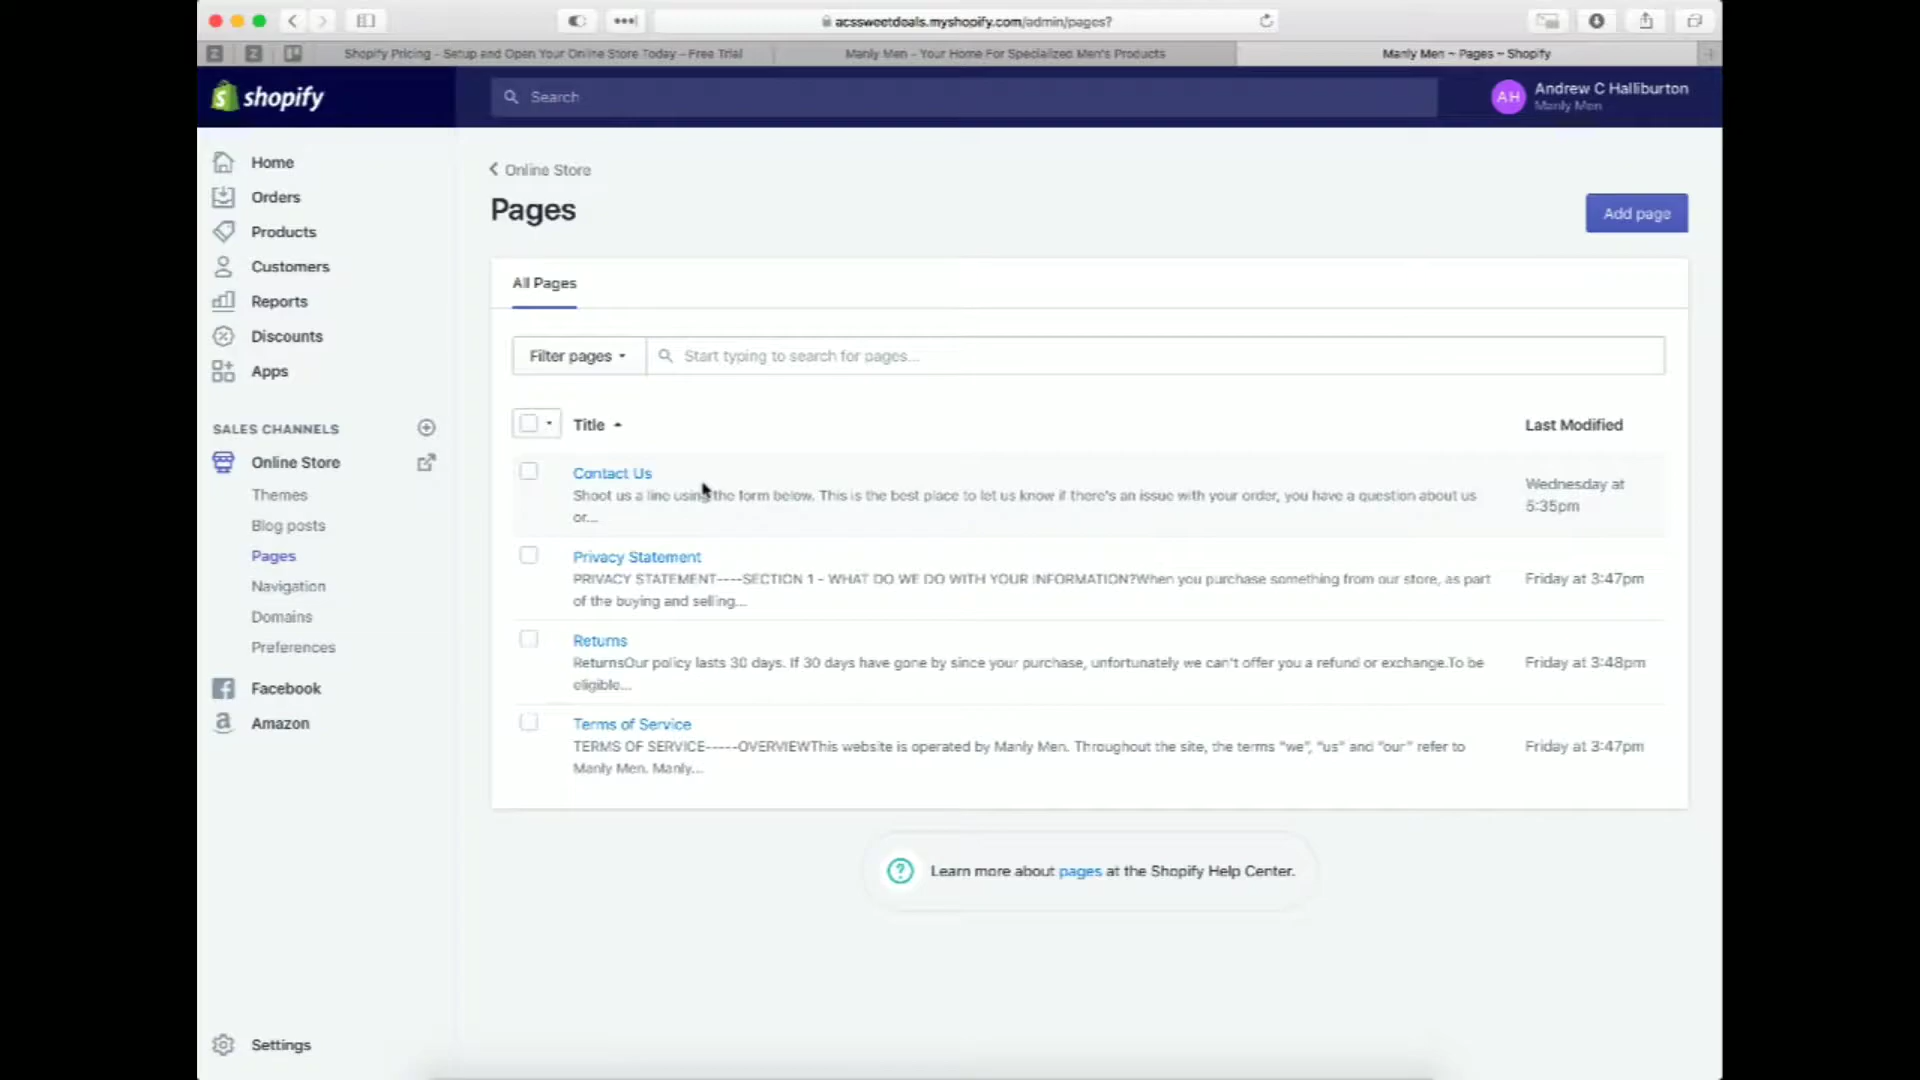 acssweetdeals.myshopify.com/admin/pages?
Shopify Pricing - Setup and Open Your Online Store Today – Free Trial
Manly Men – Your Home For Specialized Men's Products
Manly Men ~ Pages ~ Shopify
shopify
Search
AH
Andrew C Halliburton
Manly Men
Home
Orders
Products
Customers
Reports
Discounts
Apps
SALES CHANNELS
Online Store
Themes
Blog posts
Pages
Navigation
Domains
Preferences
Facebook
Amazon
Settings
Online Store
Pages
Add page
All Pages
Filter pages
Start typing to search for pages...
Title
Last Modified
Contact Us
Shoot us a line using the form below. This is the best place to let us know if there's an issue with your order, you have a question about us
or...
Wednesday at
5:35pm
Privacy Statement
PRIVACY STATEMENT----SECTION 1 - WHAT DO WE DO WITH YOUR INFORMATION?When you purchase something from our store, as part
of the buying and selling...
Friday at 3:47pm
Returns
ReturnsOur policy lasts 30 days. If 30 days have gone by since your purchase, unfortunately we can't offer you a refund or exchange.To be
eligible...
Friday at 3:48pm
Terms of Service
TERMS OF SERVICE-----OVERVIEWThis website is operated by Manly Men. Throughout the site, the terms "we", "us" and "our" refer to
Manly Men. Manly...
Friday at 3:47pm
Learn more about pages at the Shopify Help Center.